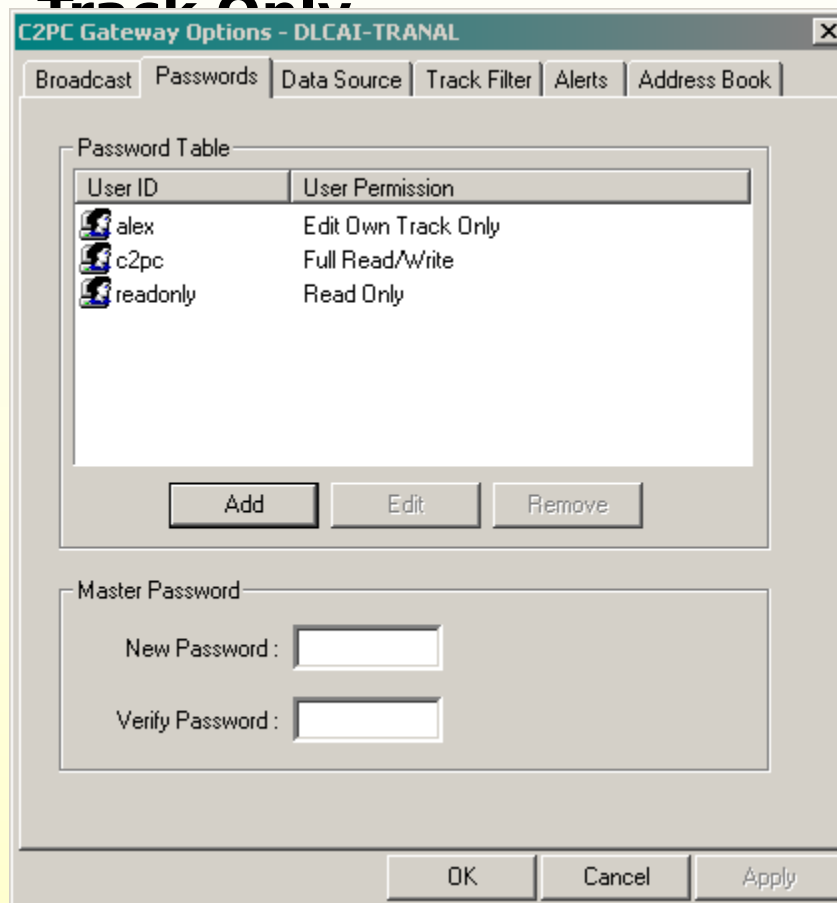 Track Only
C2PC Gateway Options - DLCAI-TRANAL
Broadcast Passwords Data Source Track Filter Alerts Address Book
Password Table
User ID User Permission
alex Edit Own Track Only
c2pc Full Read/Write
readonly Read Only
Add Edit Remove
Master Password
New Password :
Verify Password :
OK Cancel Apply